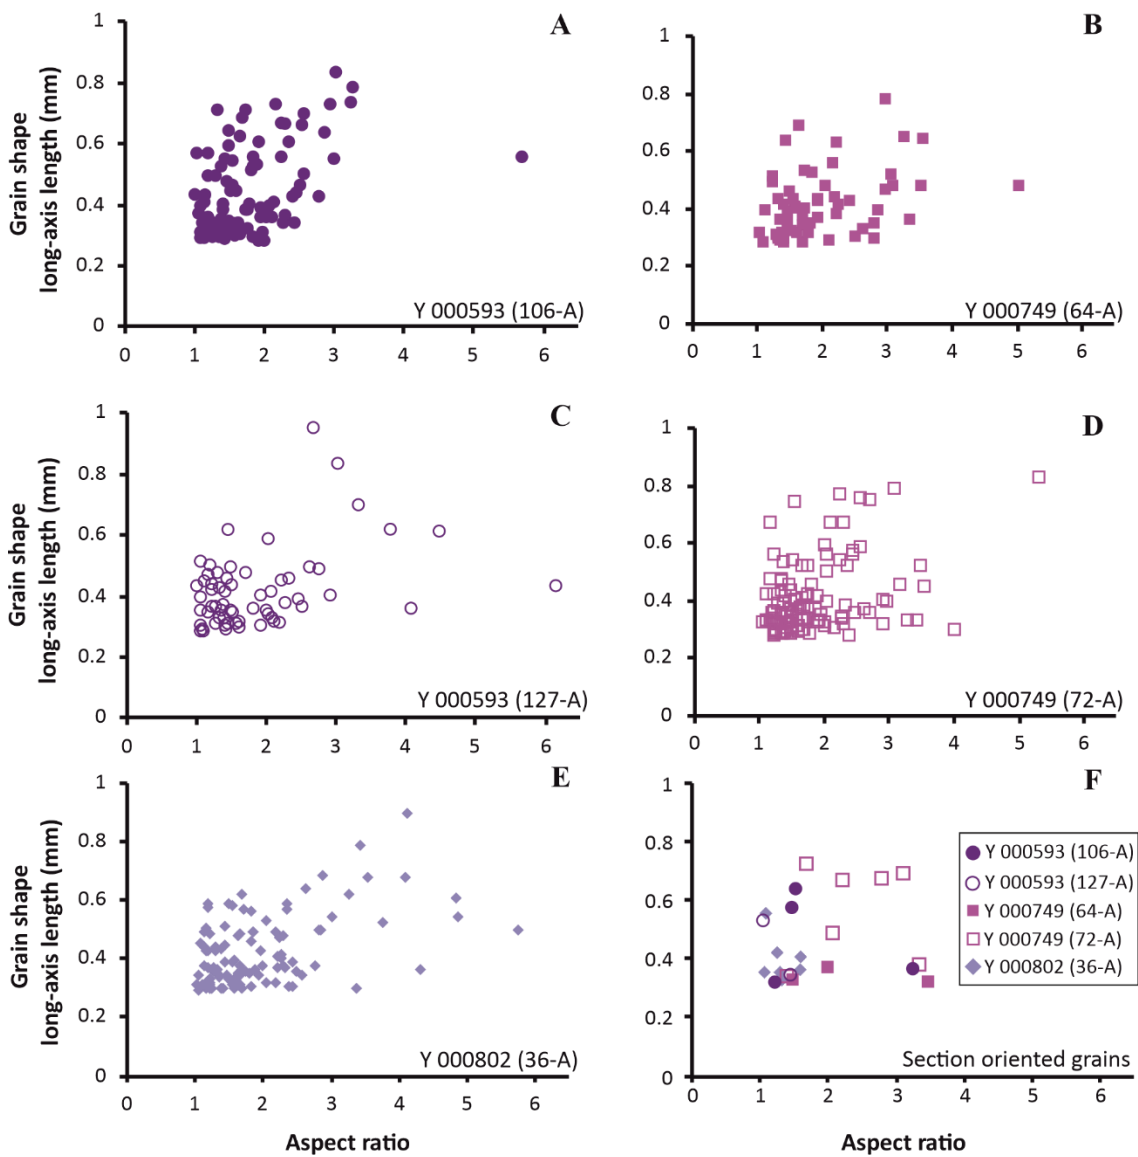 A
Grain shape
long-axis length (mm)
1
0.8
0.6
0.4
0.2
0
0 1 2 3 4 5 6
Y 000593 (106-A)
B
1
0.8
0.6
0.4
0.2
0
0 1 2 3 4 5 6
Y 000749 (64-A)
C
Grain shape
long-axis length (mm)
1
0.8
0.6
0.4
0.2
0
0 1 2 3 4 5 6
Y 000593 (127-A)
D
1
0.8
0.6
0.4
0.2
0
0 1 2 3 4 5 6
Y 000749 (72-A)
E
Grain shape
long-axis length (mm)
1
0.8
0.6
0.4
0.2
0
0 1 2 3 4 5 6
Y 000802 (36-A)
Aspect ratio
F
1
0.8
0.6
0.4
0.2
0
0 1 2 3 4 5 6
Y 000593 (106-A)
Y 000593 (127-A)
Y 000749 (64-A)
Y 000749 (72-A)
Y 000802 (36-A)
Section oriented grains
Aspect ratio